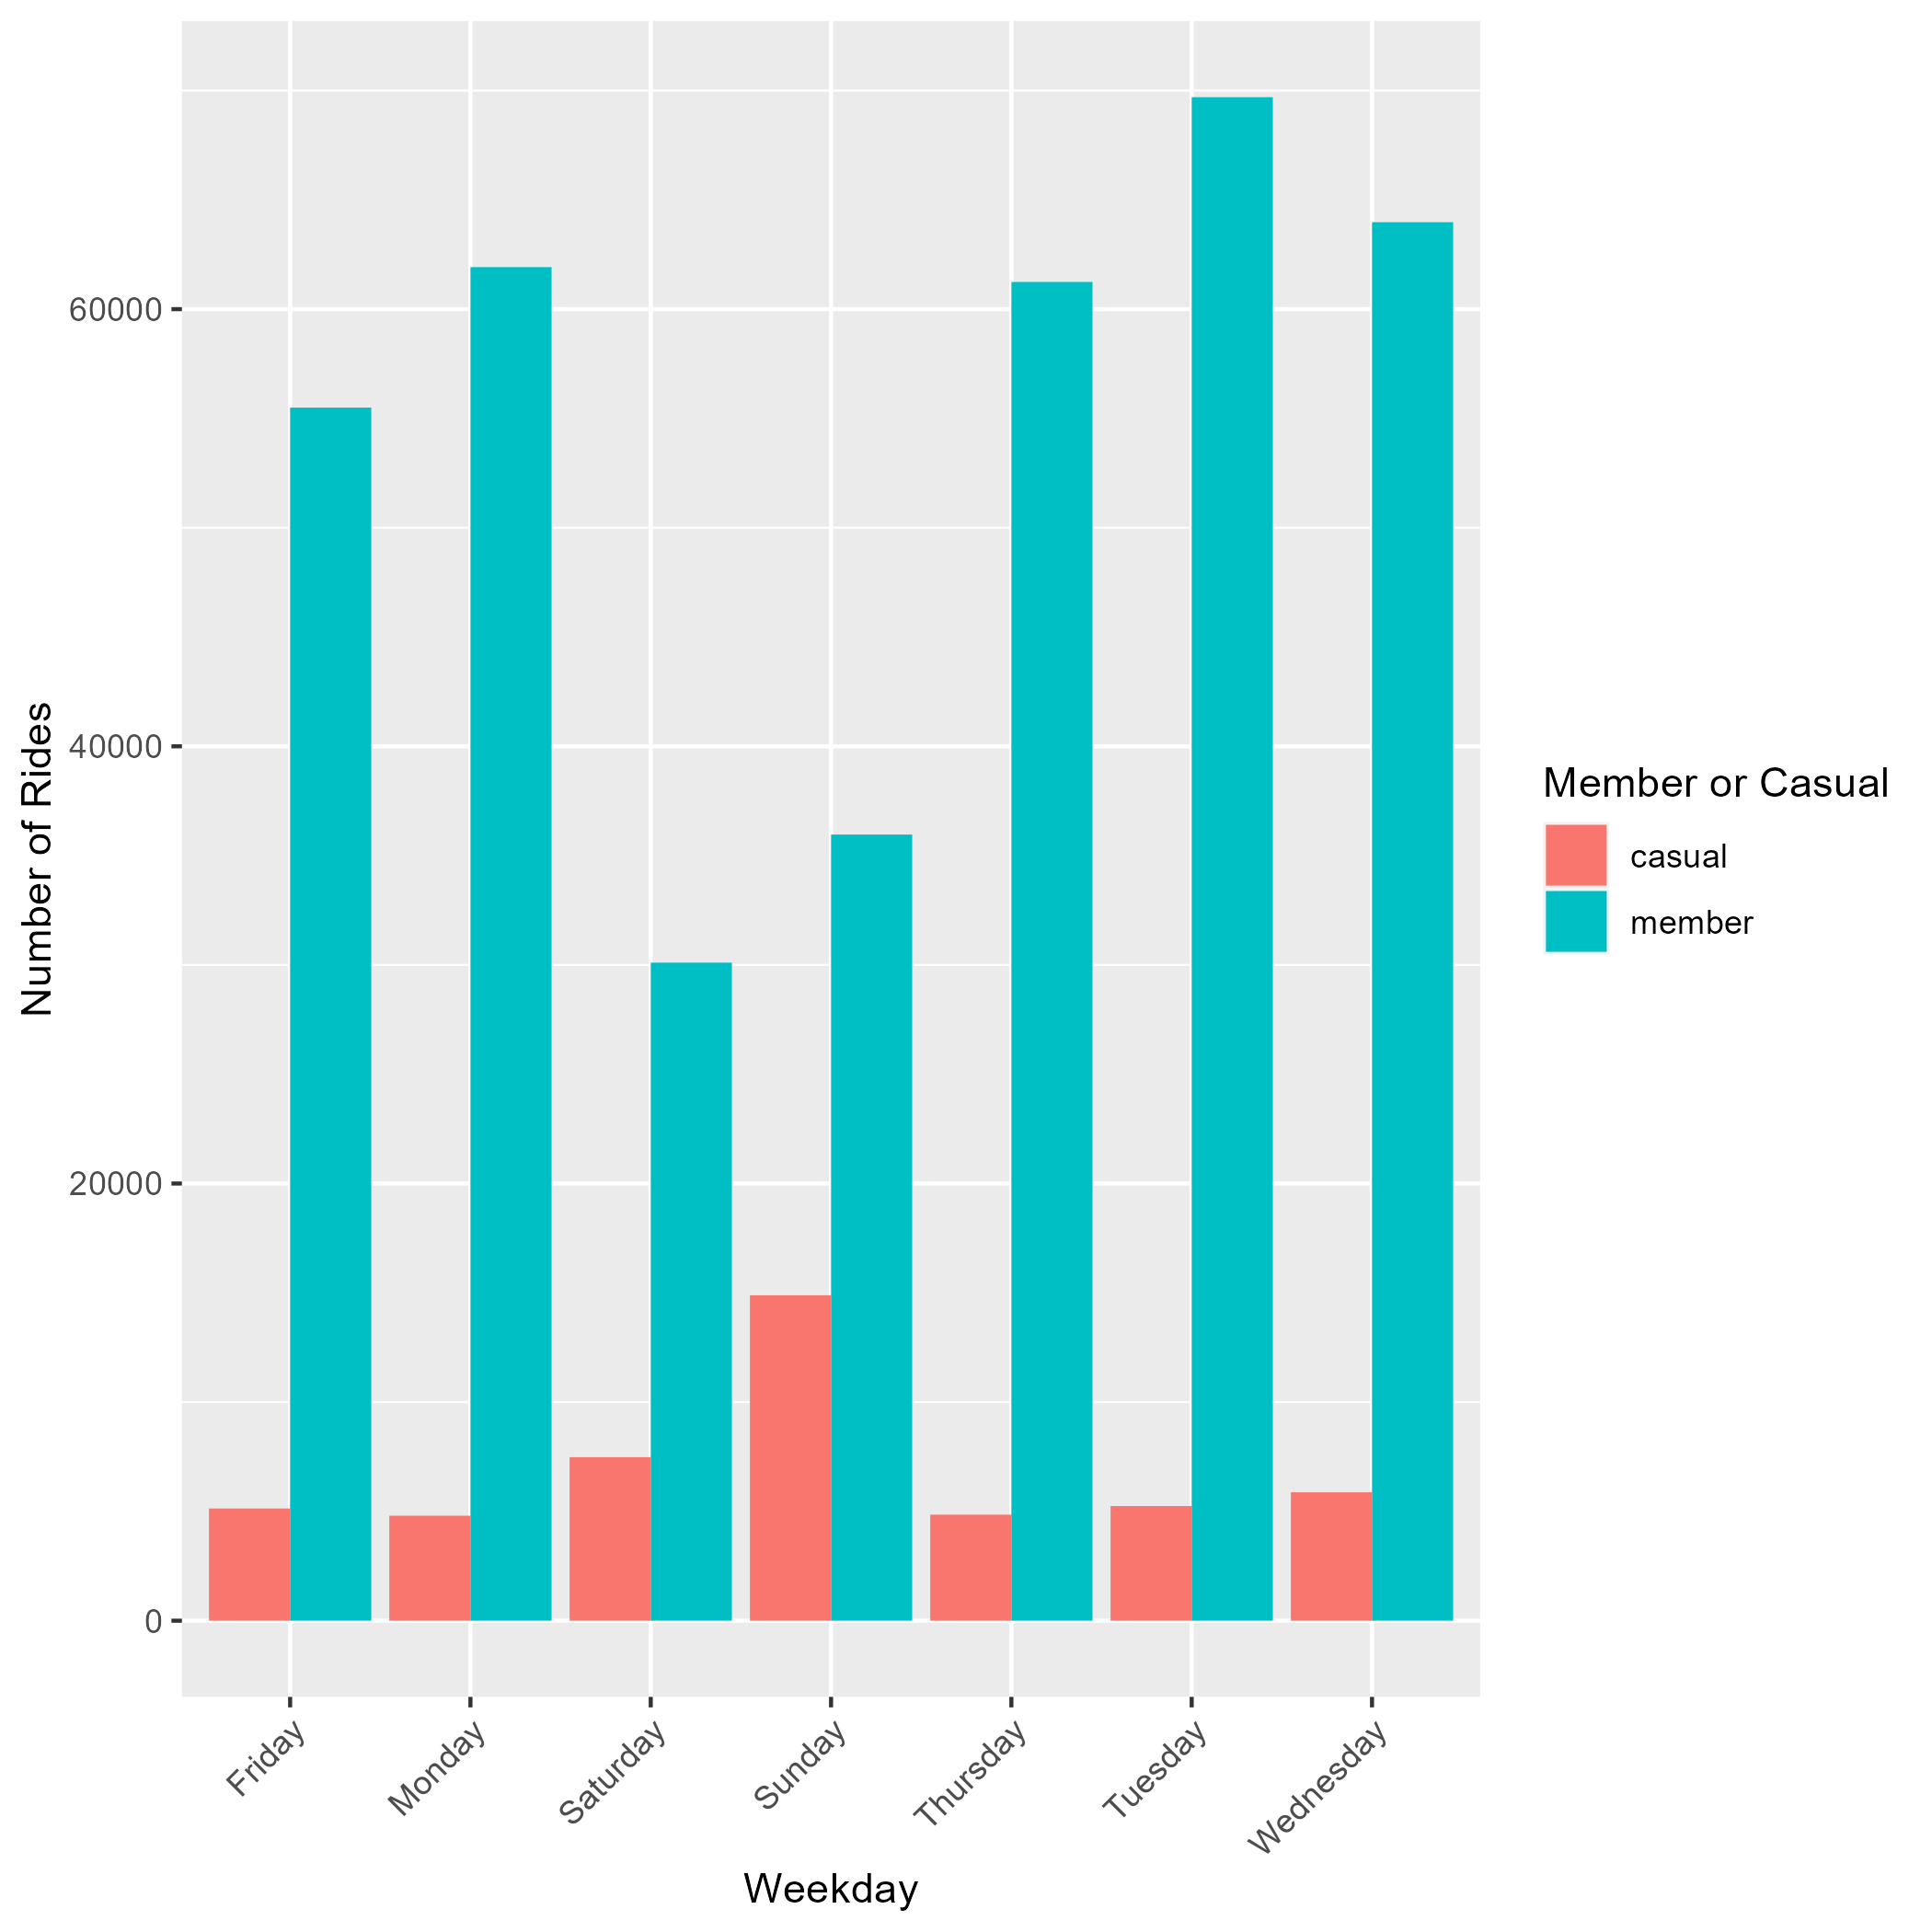 Number of Rides
60000
40000
20000
0
Friday
Monday
Saturday
Sunday
Thursday
Tuesday
Wednesday
Weekday
Member or Casual
casual
member